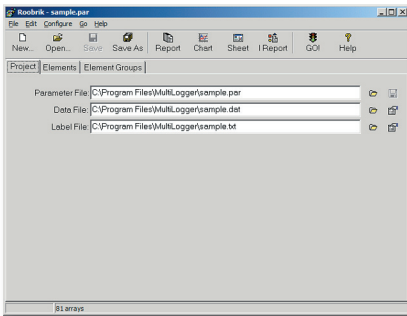 Roobrik - sample.par
File Edit Configure Go Help
New... Open... Save Save As Report Chart Sheet I Report GO! Help
Project Elements Element Groups
Parameter File: C:\Program Files\MultiLogger\sample.par
Data File: C:\Program Files\MultiLogger\sample.dat
Label File: C:\Program Files\MultiLogger\sample.txt
81 arrays